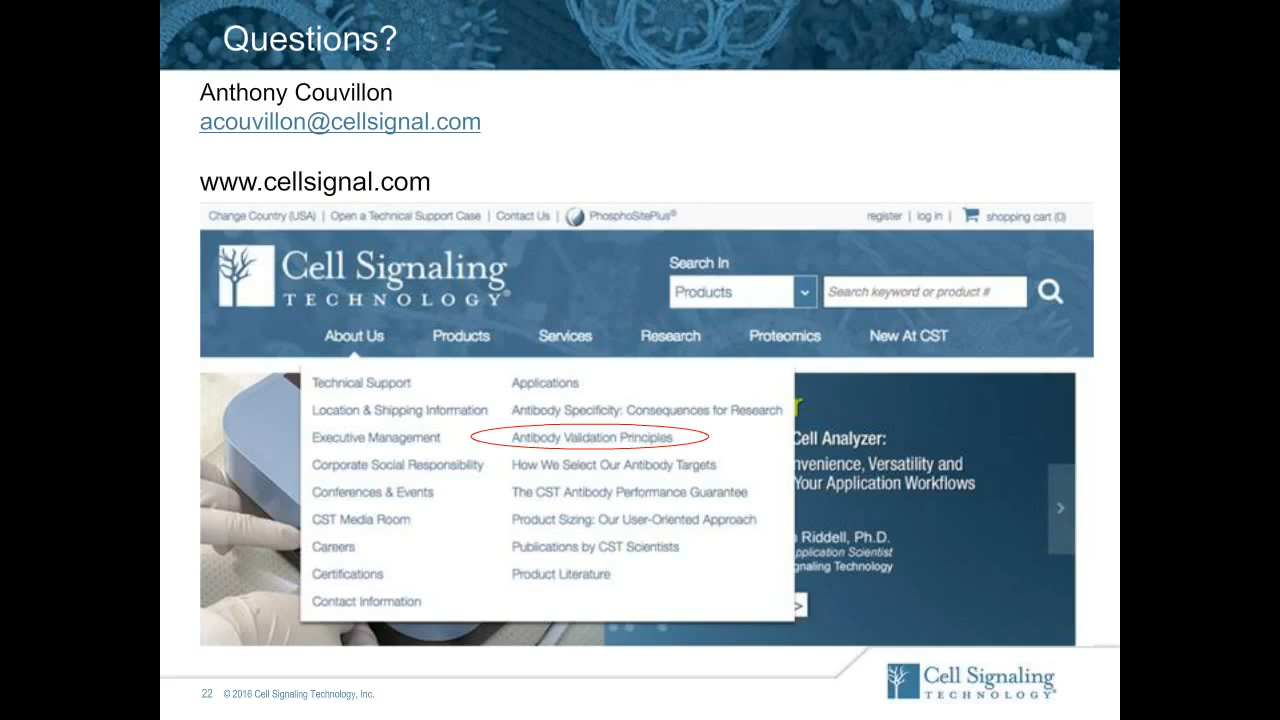 Questions?
Anthony Couvillon
acouvillon@cellsignal.com
www.cellsignal.com
Change Country (USA) | Open a Technical Support Case | Contact Us | PhosphoSitePlus®
register | log in | shopping cart (0)
Cell Signaling
TECHNOLOGY®
Search In
Products
Search keyword or product #
About Us Products Services Research Proteomics New At CST
Technical Support
Location & Shipping Information
Executive Management
Corporate Social Responsibility
Conferences & Events
CST Media Room
Careers
Certifications
Contact Information
Applications
Antibody Specificity: Consequences for Research
Antibody Validation Principles
How We Select Our Antibody Targets
The CST Antibody Performance Guarantee
Product Sizing: Our User-Oriented Approach
Publications by CST Scientists
Product Literature
Cell Analyzer:
Versatility and
Your Application Workflows
Riddell, Ph.D.
Scientist
Technology
22 © 2016 Cell Signaling Technology, Inc.
Cell Signaling
TECHNOLOGY®